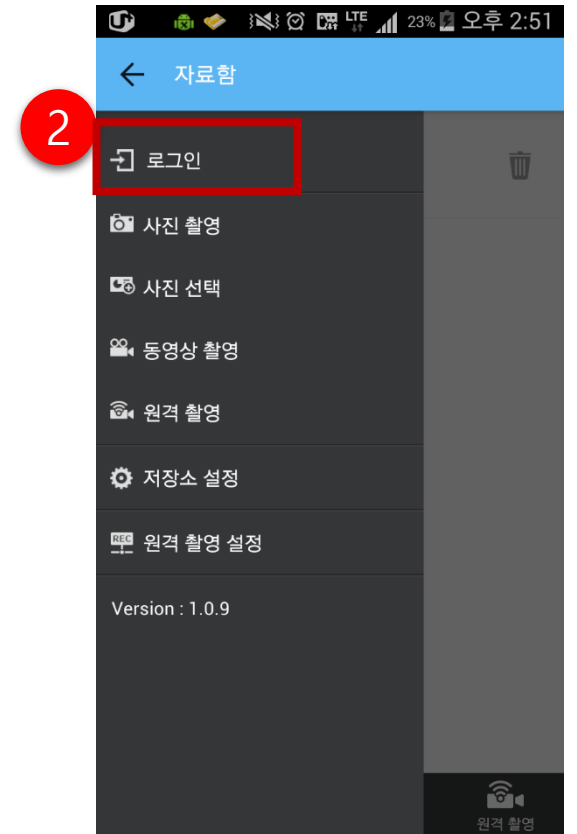 LTE 23% 오후 2:51
자료함
2
로그인
사진 촬영
사진 선택
동영상 촬영
원격 촬영
저장소 설정
REC 원격 촬영 설정
Version : 1.0.9
원격 촬영